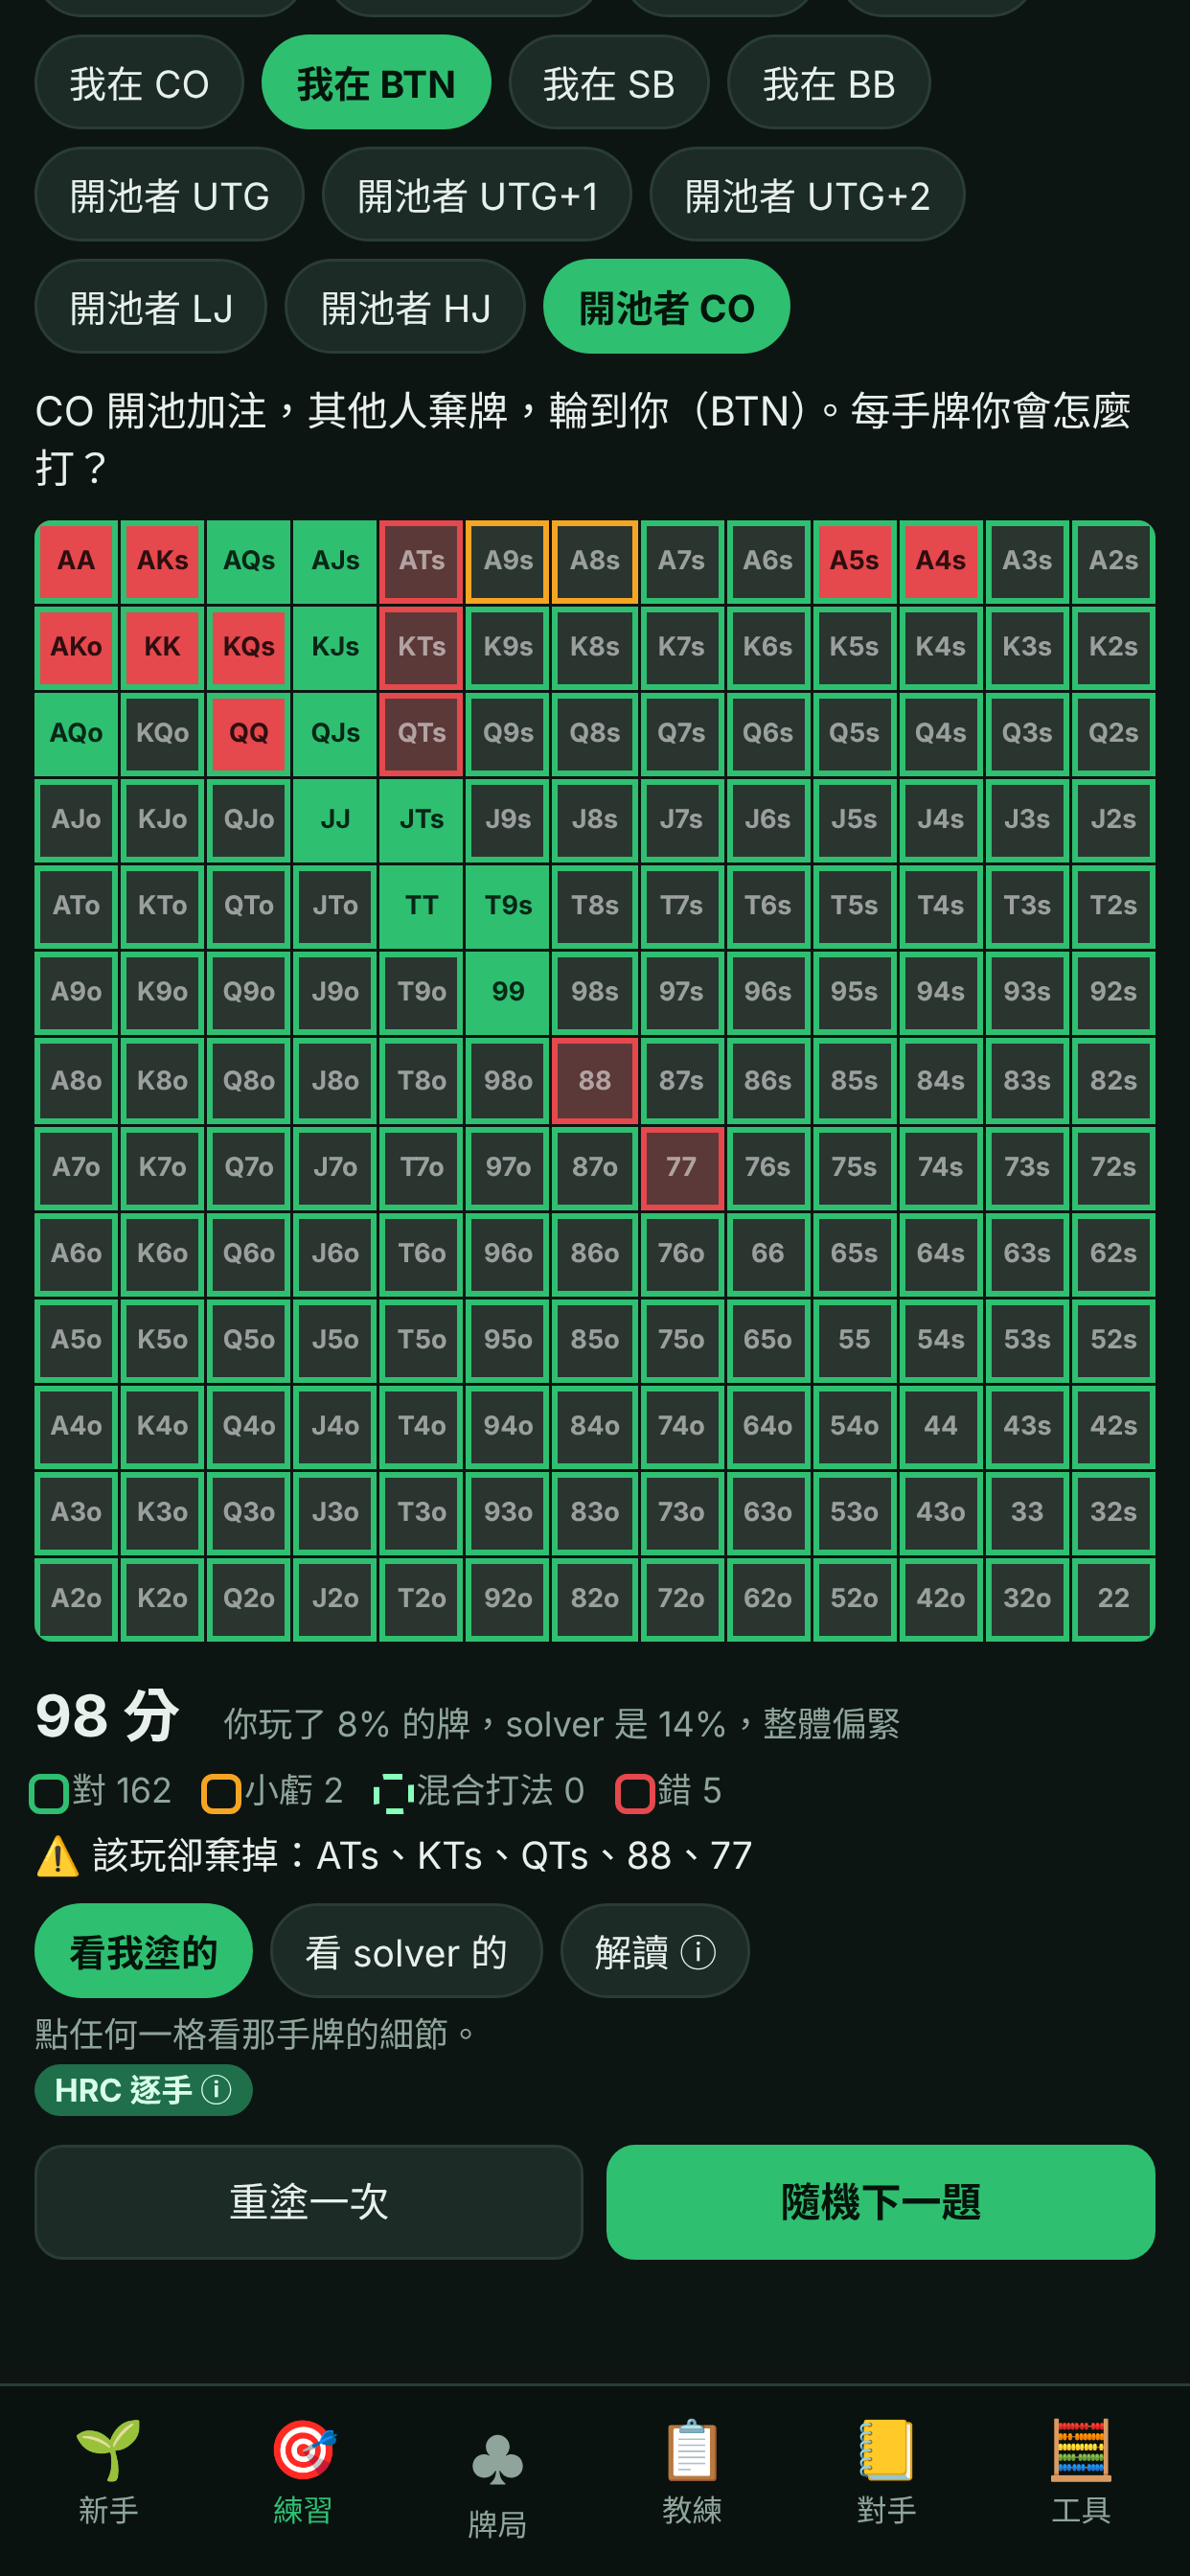 我在 CO 我在 BTN 我在 SB 我在 BB
開池者 UTG 開池者 UTG+1 開池者 UTG+2
開池者 LJ 開池者 HJ 開池者 CO
CO 開池加注，其他人棄牌，輪到你（BTN）。每手牌你會怎麼
打？
AA AKs AQs AJs ATs A9s A8s A7s A6s A5s A4s A3s A2s
AKo KK KQs KJs KTs K9s K8s K7s K6s K5s K4s K3s K2s
AQo KQo QQ QJs QTs Q9s Q8s Q7s Q6s Q5s Q4s Q3s Q2s
AJo KJo QJo JJ JTs J9s J8s J7s J6s J5s J4s J3s J2s
ATo KTo QTo JTo TT T9s T8s T7s T6s T5s T4s T3s T2s
A9o K9o Q9o J9o T9o 99 98s 97s 96s 95s 94s 93s 92s
A8o K8o Q8o J8o T8o 98o 88 87s 86s 85s 84s 83s 82s
A7o K7o Q7o J7o T7o 97o 87o 77 76s 75s 74s 73s 72s
A6o K6o Q6o J6o T6o 96o 86o 76o 66 65s 64s 63s 62s
A5o K5o Q5o J5o T5o 95o 85o 75o 65o 55 54s 53s 52s
A4o K4o Q4o J4o T4o 94o 84o 74o 64o 54o 44 43s 42s
A3o K3o Q3o J3o T3o 93o 83o 73o 63o 53o 43o 33 32s
A2o K2o Q2o J2o T2o 92o 82o 72o 62o 52o 42o 32o 22
98 分 你玩了 8% 的牌，solver 是 14%，整體偏緊
對 162 小虧 2 混合打法 0 錯 5
⚠️ 該玩卻棄掉：ATs、KTs、QTs、88、77
看我塗的 看 solver 的 解讀 ⓘ
點任何一格看那手牌的細節。
HRC 逐手 ⓘ
重塗一次 隨機下一題
新手 練習 牌局 教練 對手 工具